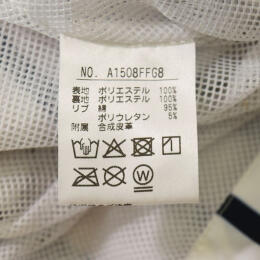 NO. A1508FFG8
表地 ポリエステル 100%
裏地 ポリエステル 100%
リブ 綿 95%
ポリウレタン 5%
附属 合成皮革